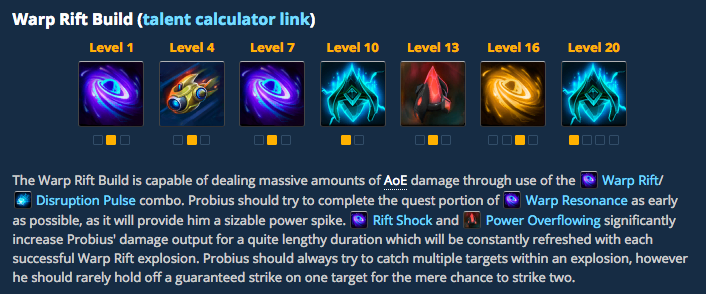 Warp Rift Build (talent calculator link)
Level 1 Level 4 Level 7 Level 10 Level 13 Level 16 Level 20
The Warp Rift Build is capable of dealing massive amounts of AoE damage through use of the Warp Rift/
Disruption Pulse combo. Probius should try to complete the quest portion of Warp Resonance as early
as possible, as it will provide him a sizable power spike. Rift Shock and Power Overflowing significantly
increase Probius' damage output for a quite lengthy duration which will be constantly refreshed with each
successful Warp Rift explosion. Probius should always try to catch multiple targets within an explosion, however
he should rarely hold off a guaranteed strike on one target for the mere chance to strike two.